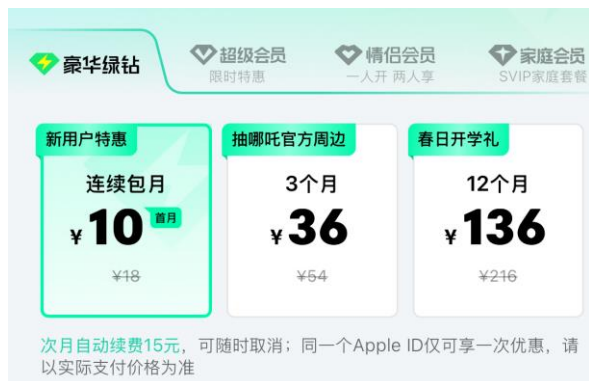 豪华绿钻
超级会员
限时特惠
情侣会员
一人开 两人享
家庭会员
SVIP家庭套餐
新用户特惠
连续包月
¥10 首月
¥18
抽哪吒官方周边
3个月
¥36
¥54
春日开学礼
12个月
¥136
¥216
次月自动续费15元，可随时取消；同一个Apple ID仅可享一次优惠，请
以实际支付价格为准